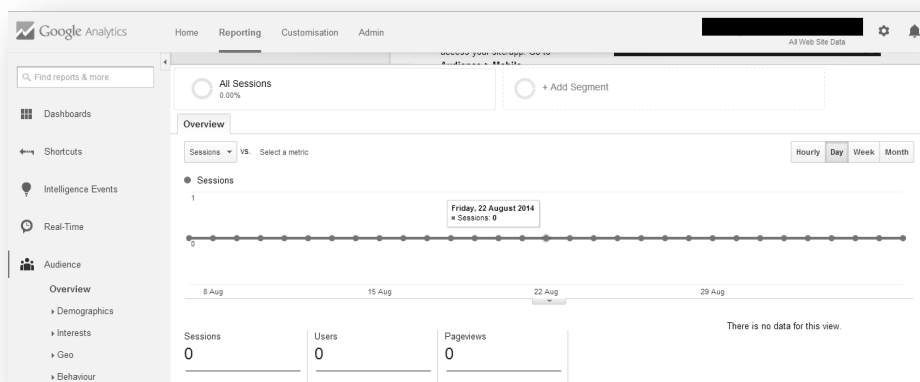 Google Analytics
Home Reporting Customisation Admin
All Web Site Data
Audience > Mobile
Find reports & more
All Sessions
0.00%
+ Add Segment
Dashboards
Overview
Shortcuts
Sessions VS. Select a metric
Hourly Day Week Month
Sessions
Intelligence Events
1
Friday, 22 August 2014
Sessions: 0
Real-Time
0
Audience
Overview
8 Aug 15 Aug 22 Aug 29 Aug
Demographics
There is no data for this view.
Interests
Sessions Users Pageviews
0 0 0
Geo
Behaviour